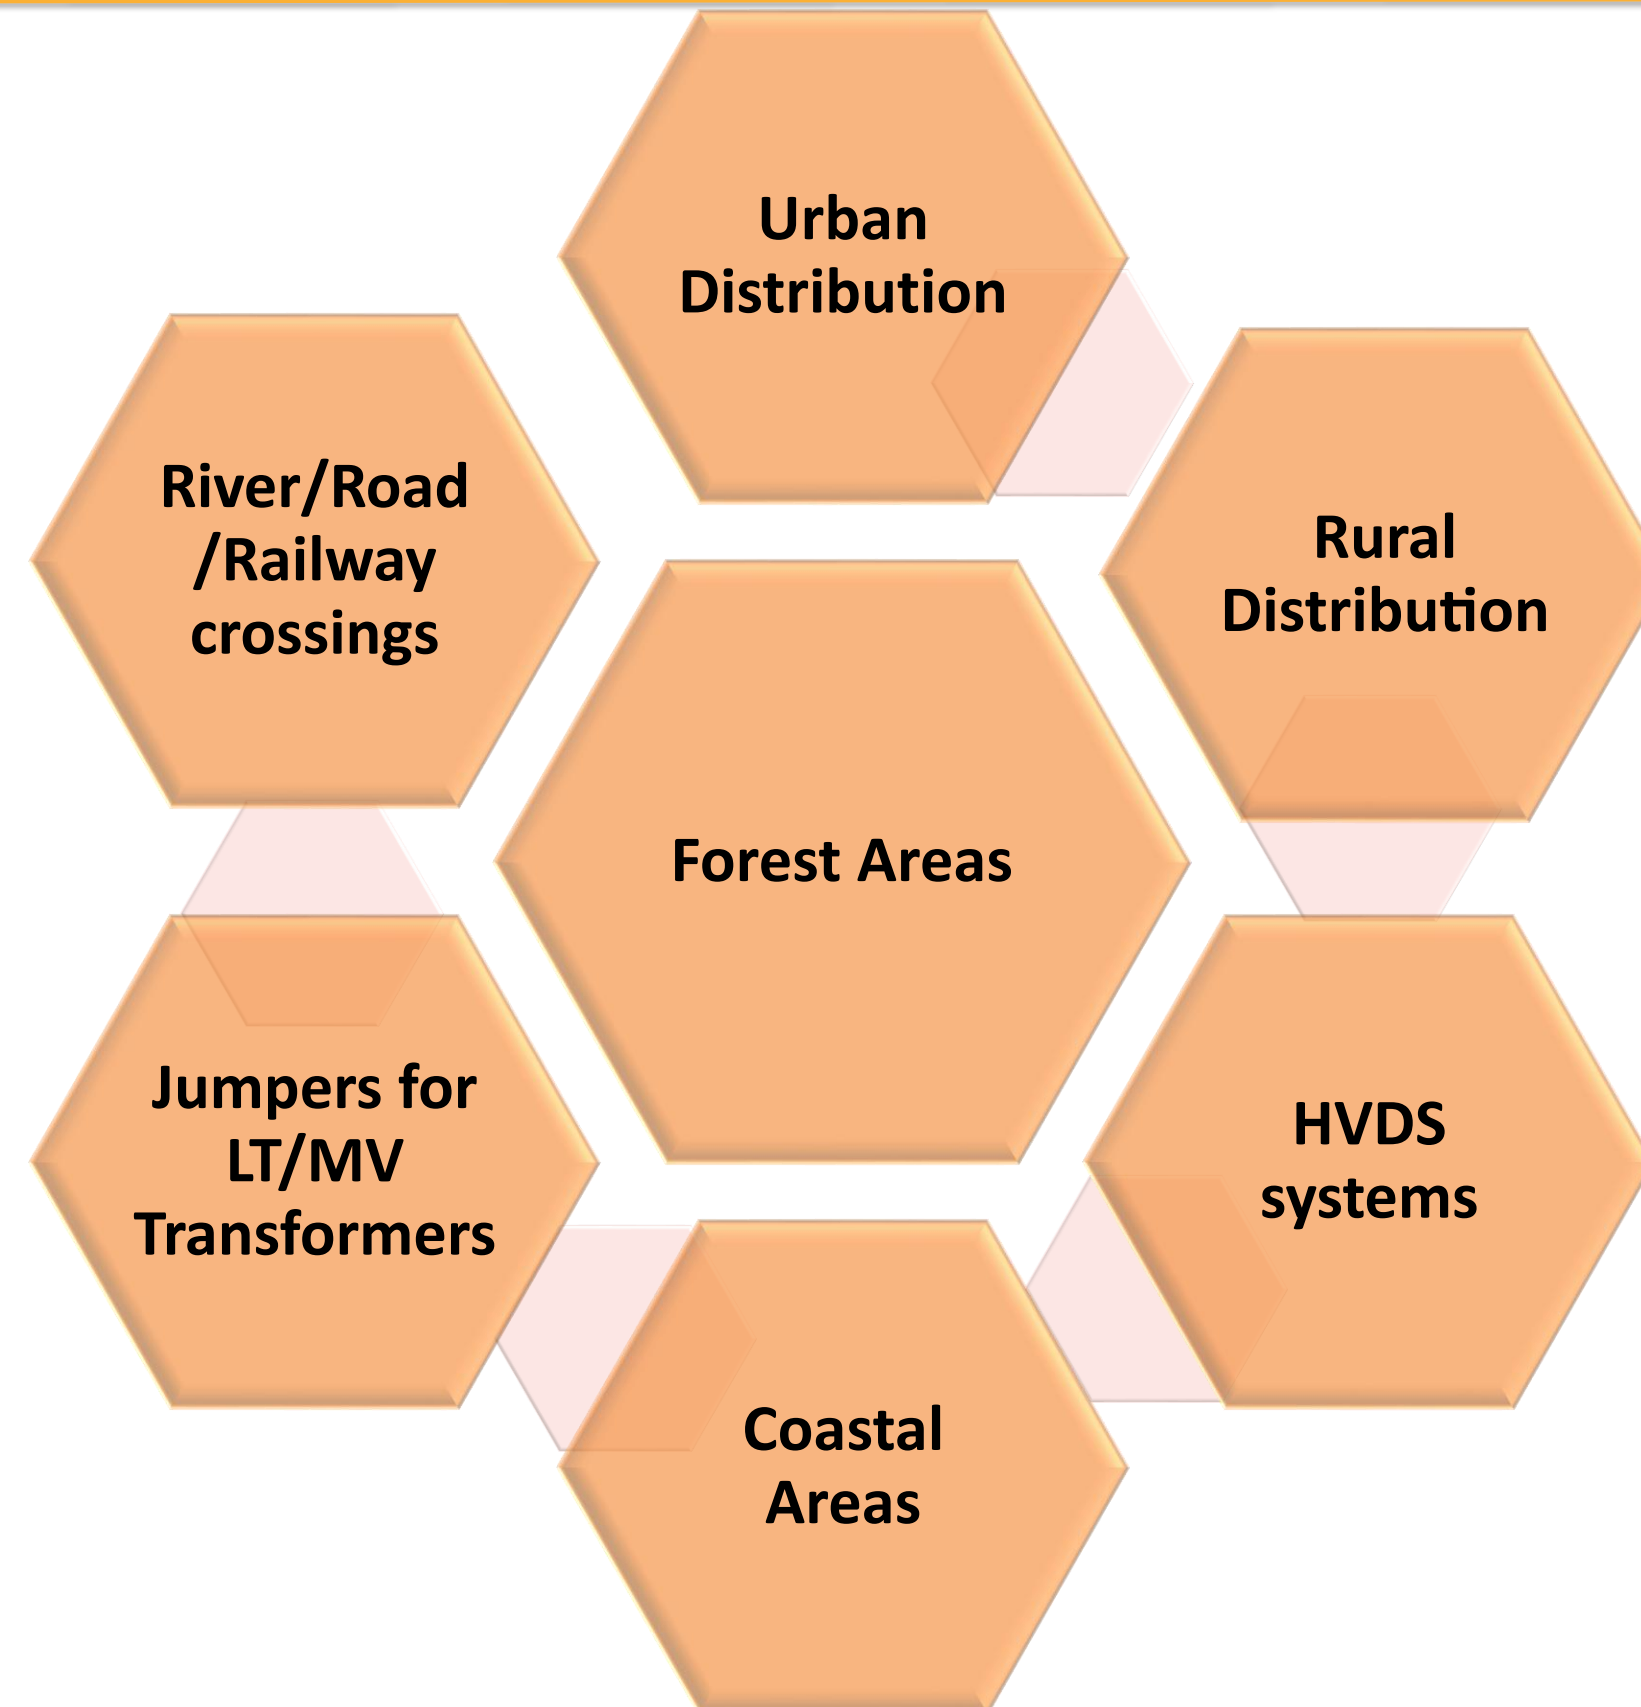 Urban
Distribution
River/Road
/Railway
crossings
Rural
Distribution
Forest Areas
Jumpers for
LT/MV
Transformers
HVDS
systems
Coastal
Areas